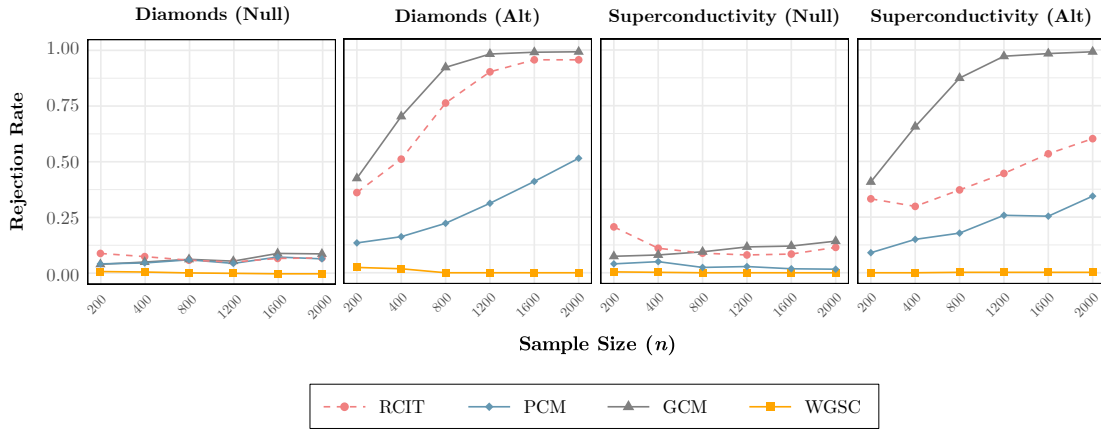 Diamonds (Null)
Diamonds (Alt)
Superconductivity (Null)
Superconductivity (Alt)
Rejection Rate
1.00
0.75
0.50
0.25
0.00
200 400 800 1200 1600 2000
200 400 800 1200 1600 2000
200 400 800 1200 1600 2000
200 400 800 1200 1600 2000
Sample Size (n)
RCIT PCM GCM WGSC